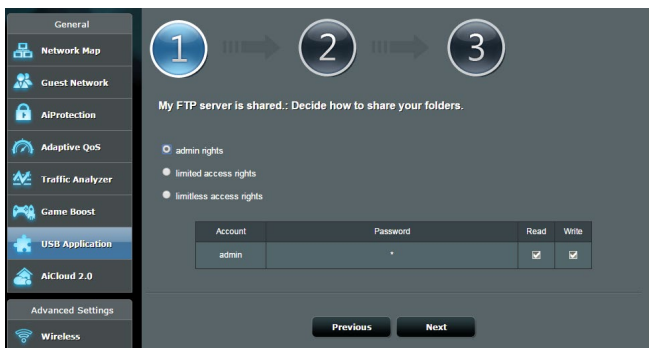 General
Network Map
Guest Network
AiProtection
Adaptive QoS
Traffic Analyzer
Game Boost
USB Application
AiCloud 2.0
Advanced Settings
Wireless
1 2 3
My FTP server is shared.: Decide how to share your folders.
admin rights
limited access rights
limitless access rights
Account Password Read Write
admin *
Previous Next